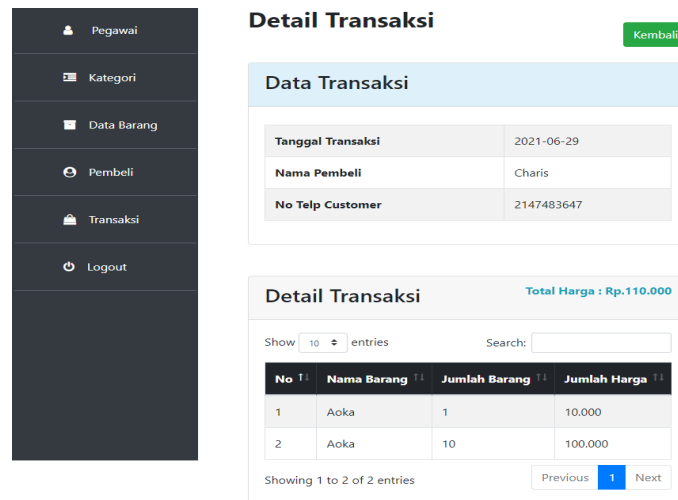 Pegawai
Kategori
Data Barang
Pembeli
Transaksi
Logout
Detail Transaksi
Kembali
Data Transaksi
Tanggal Transaksi 2021-06-29
Nama Pembeli Charis
No Telp Customer 2147483647
Detail Transaksi Total Harga : Rp.110.000
Show 10 entries Search:
No Nama Barang Jumlah Barang Jumlah Harga
1 Aoka 1 10.000
2 Aoka 10 100.000
Showing 1 to 2 of 2 entries Previous 1 Next